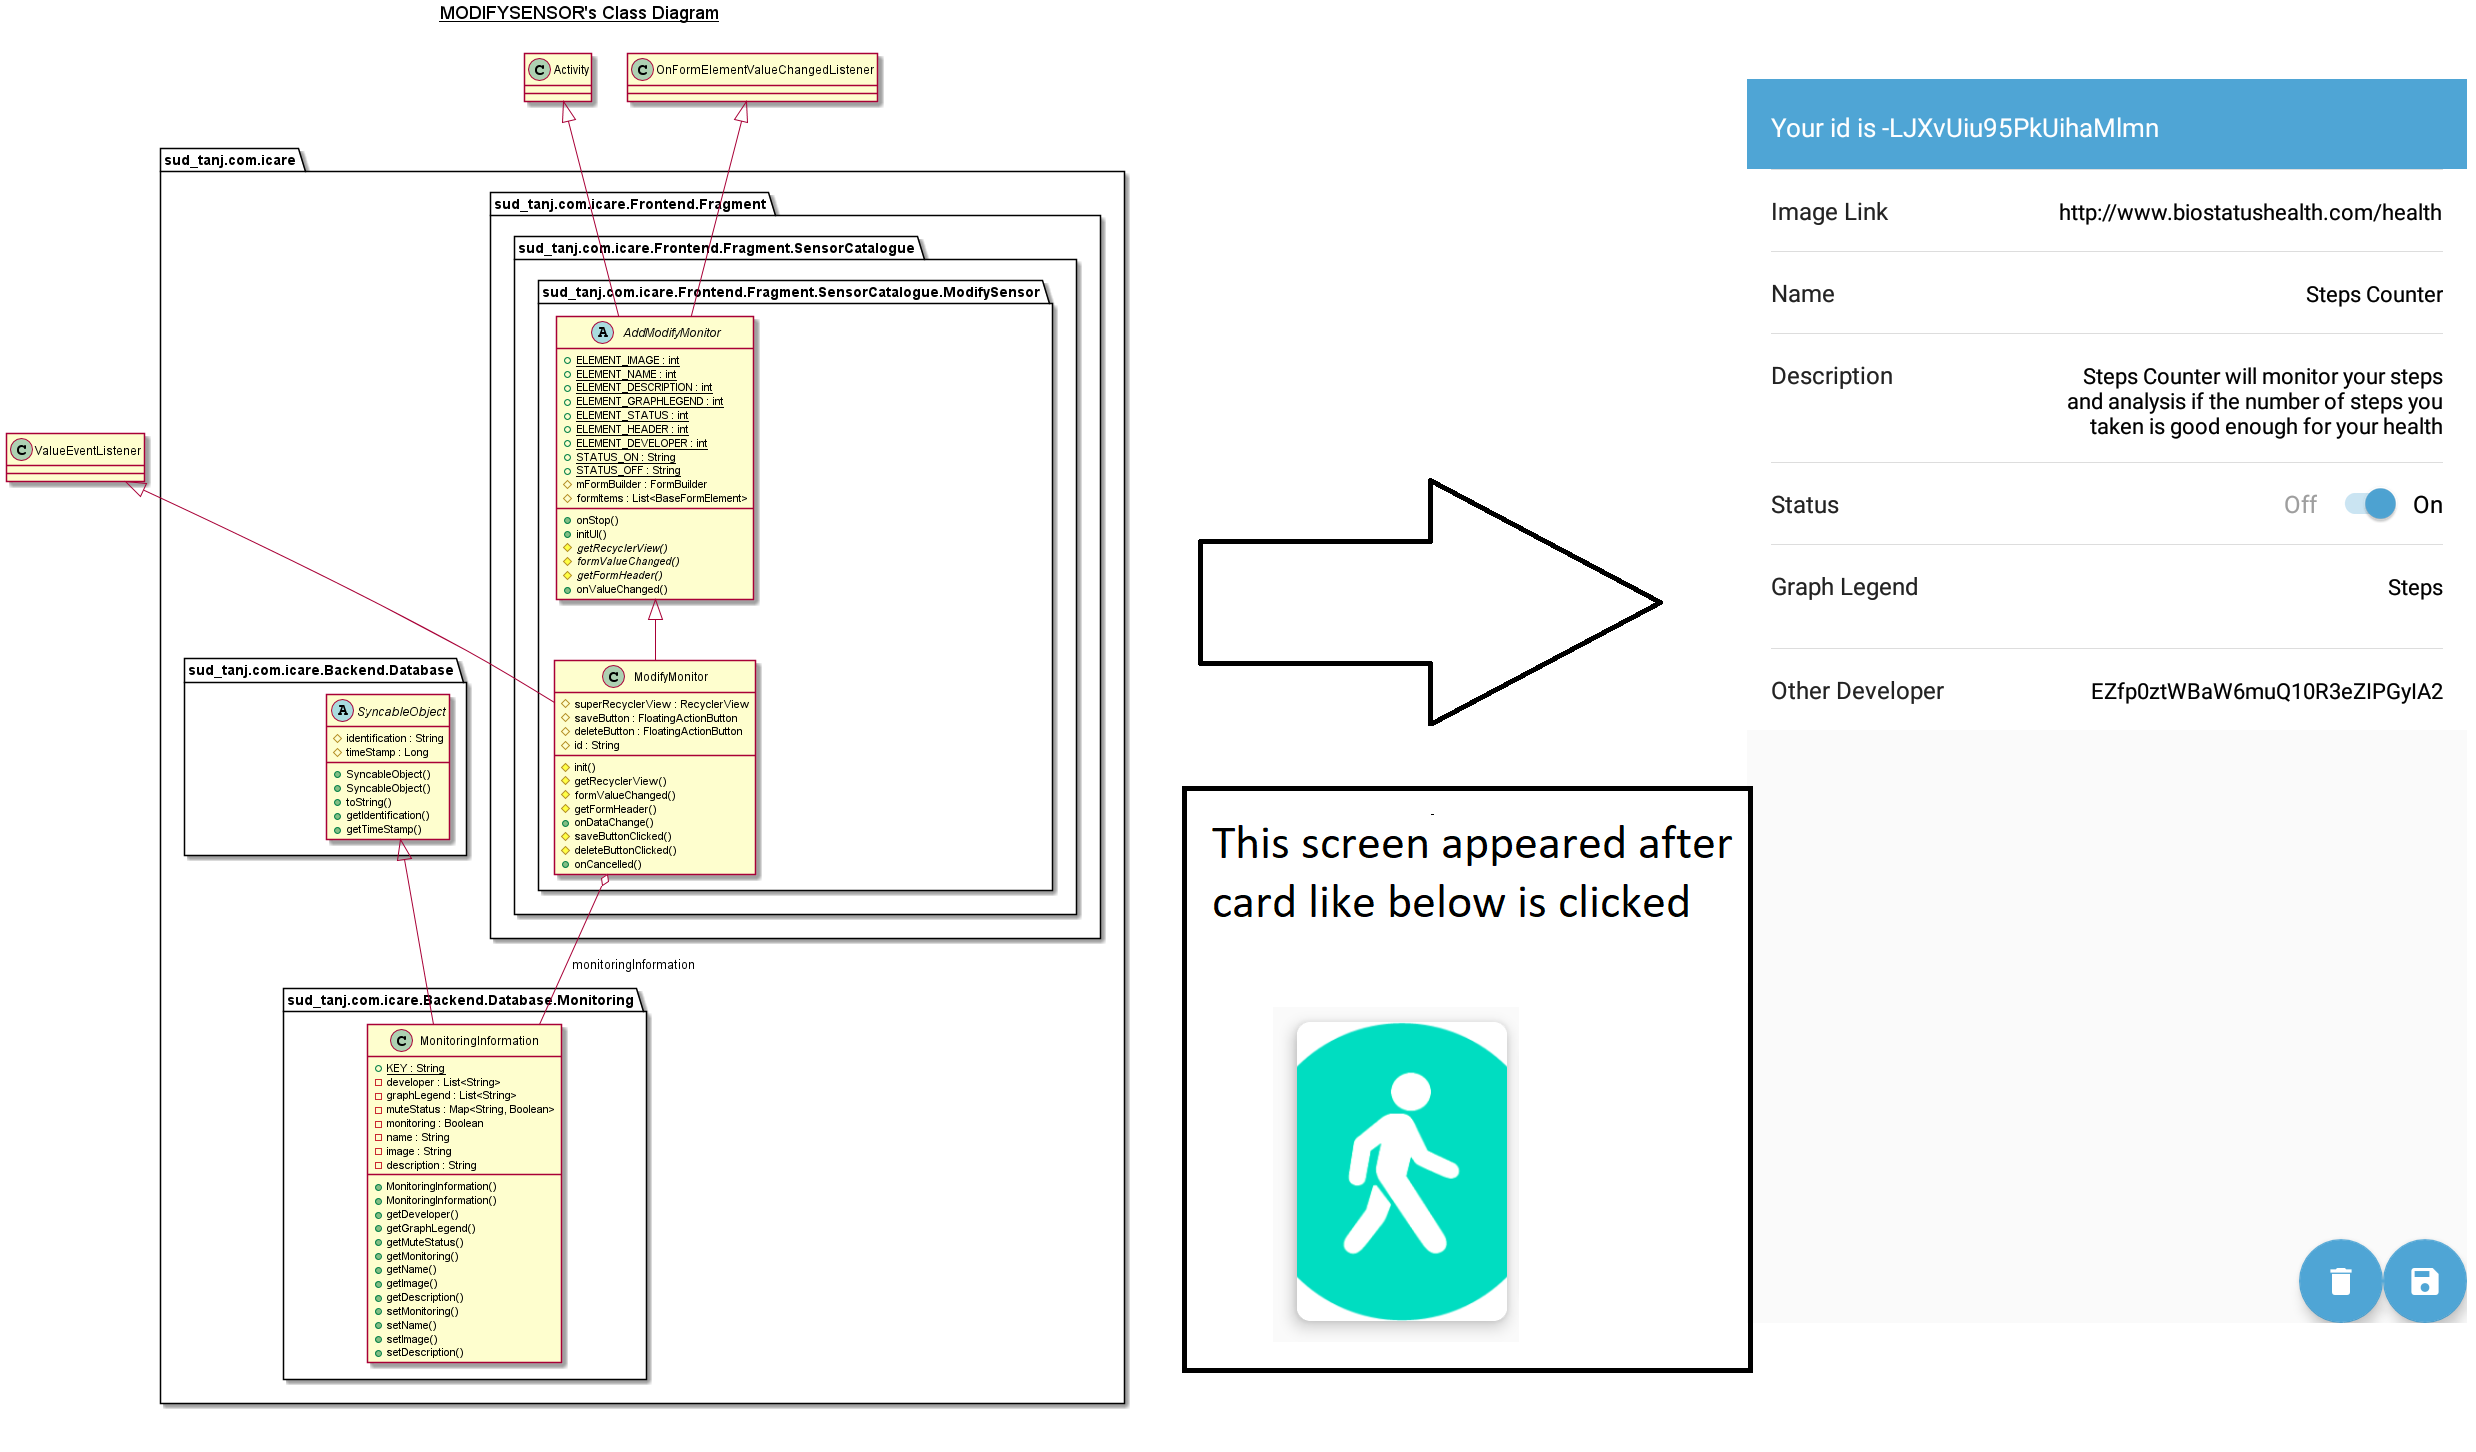 MODIFYSENSOR's Class Diagram
C Activity
C OnFormElementValueChangedListener
sud_tanj.com.icare
sud_tanj.com.icare.Frontend.Fragment
sud_tanj.com.icare.Frontend.Fragment.SensorCatalogue
sud_tanj.com.icare.Frontend.Fragment.SensorCatalogue.ModifySensor
A AddModifyMonitor
ELEMENT_IMAGE : int
ELEMENT_NAME : int
ELEMENT_DESCRIPTION : int
ELEMENT_GRAPHLEGEND : int
ELEMENT_STATUS : int
ELEMENT_HEADER : int
ELEMENT_DEVELOPER : int
STATUS_ON : String
STATUS_OFF : String
mFormBuilder : FormBuilder
formItems : List<BaseFormElement>
onStop()
initUI()
getRecyclerView()
formValueChanged()
getFormHeader()
onValueChanged()
C ValueEventListener
C ModifyMonitor
superRecyclerView : RecyclerView
saveButton : FloatingActionButton
deleteButton : FloatingActionButton
id : String
init()
getRecyclerView()
formValueChanged()
getFormHeader()
onDataChange()
saveButtonClicked()
deleteButtonClicked()
onCancelled()
sud_tanj.com.icare.Backend.Database
A SyncableObject
identification : String
timeStamp : Long
SyncableObject()
SyncableObject()
toString()
getIdentification()
getTimeStamp()
monitoringInformation
sud_tanj.com.icare.Backend.Database.Monitoring
C MonitoringInformation
KEY : String
developer : List<String>
graphLegend : List<String>
muteStatus : Map<String, Boolean>
monitoring : Boolean
name : String
image : String
description : String
MonitoringInformation()
MonitoringInformation()
getDeveloper()
getGraphLegend()
getMuteStatus()
getMonitoring()
getName()
getImage()
getDescription()
setMonitoring()
setName()
setImage()
setDescription()
This screen appeared after
card like below is clicked
Your id is -LJXvUiu95PkUihaMlmn
Image Link http://www.biostatushealth.com/health
Name Steps Counter
Description Steps Counter will monitor your steps
and analysis if the number of steps you
taken is good enough for your health
Status Off On
Graph Legend Steps
Other Developer EZfp0ztWBaW6muQ10R3eZIPGyIA2